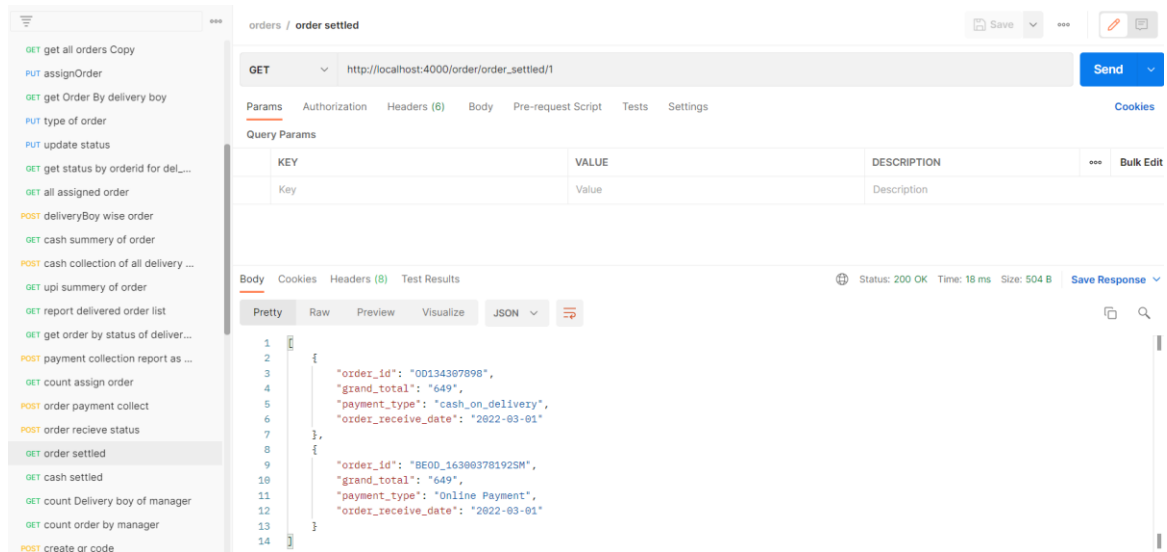 orders / order settled
Save
GET get all orders Copy
PUT assignOrder
GET get Order By delivery boy
PUT type of order
PUT update status
GET get status by orderid for del_...
GET all assigned order
POST deliveryBoy wise order
GET cash summery of order
POST cash collection of all delivery ...
GET upi summery of order
GET report delivered order list
GET get order by status of deliver...
POST payment collection report as ...
GET count assign order
POST order payment collect
POST order recieve status
GET order settled
GET cash settled
GET count Delivery boy of manager
GET count order by manager
POST create qr code
GET http://localhost:4000/order/order_settled/1 Send
Params Authorization Headers (6) Body Pre-request Script Tests Settings Cookies
Query Params
KEY VALUE DESCRIPTION Bulk Edit
Key Value Description
Body Cookies Headers (8) Test Results Status: 200 OK Time: 18 ms Size: 504 B Save Response
Pretty Raw Preview Visualize JSON
1 [
2 {
3 "order_id": "OD134307898",
4 "grand_total": "649",
5 "payment_type": "cash_on_delivery",
6 "order_receive_date": "2022-03-01"
7 },
8 {
9 "order_id": "BEOD_16300378192SM",
10 "grand_total": "649",
11 "payment_type": "Online Payment",
12 "order_receive_date": "2022-03-01"
13 }
14 ]